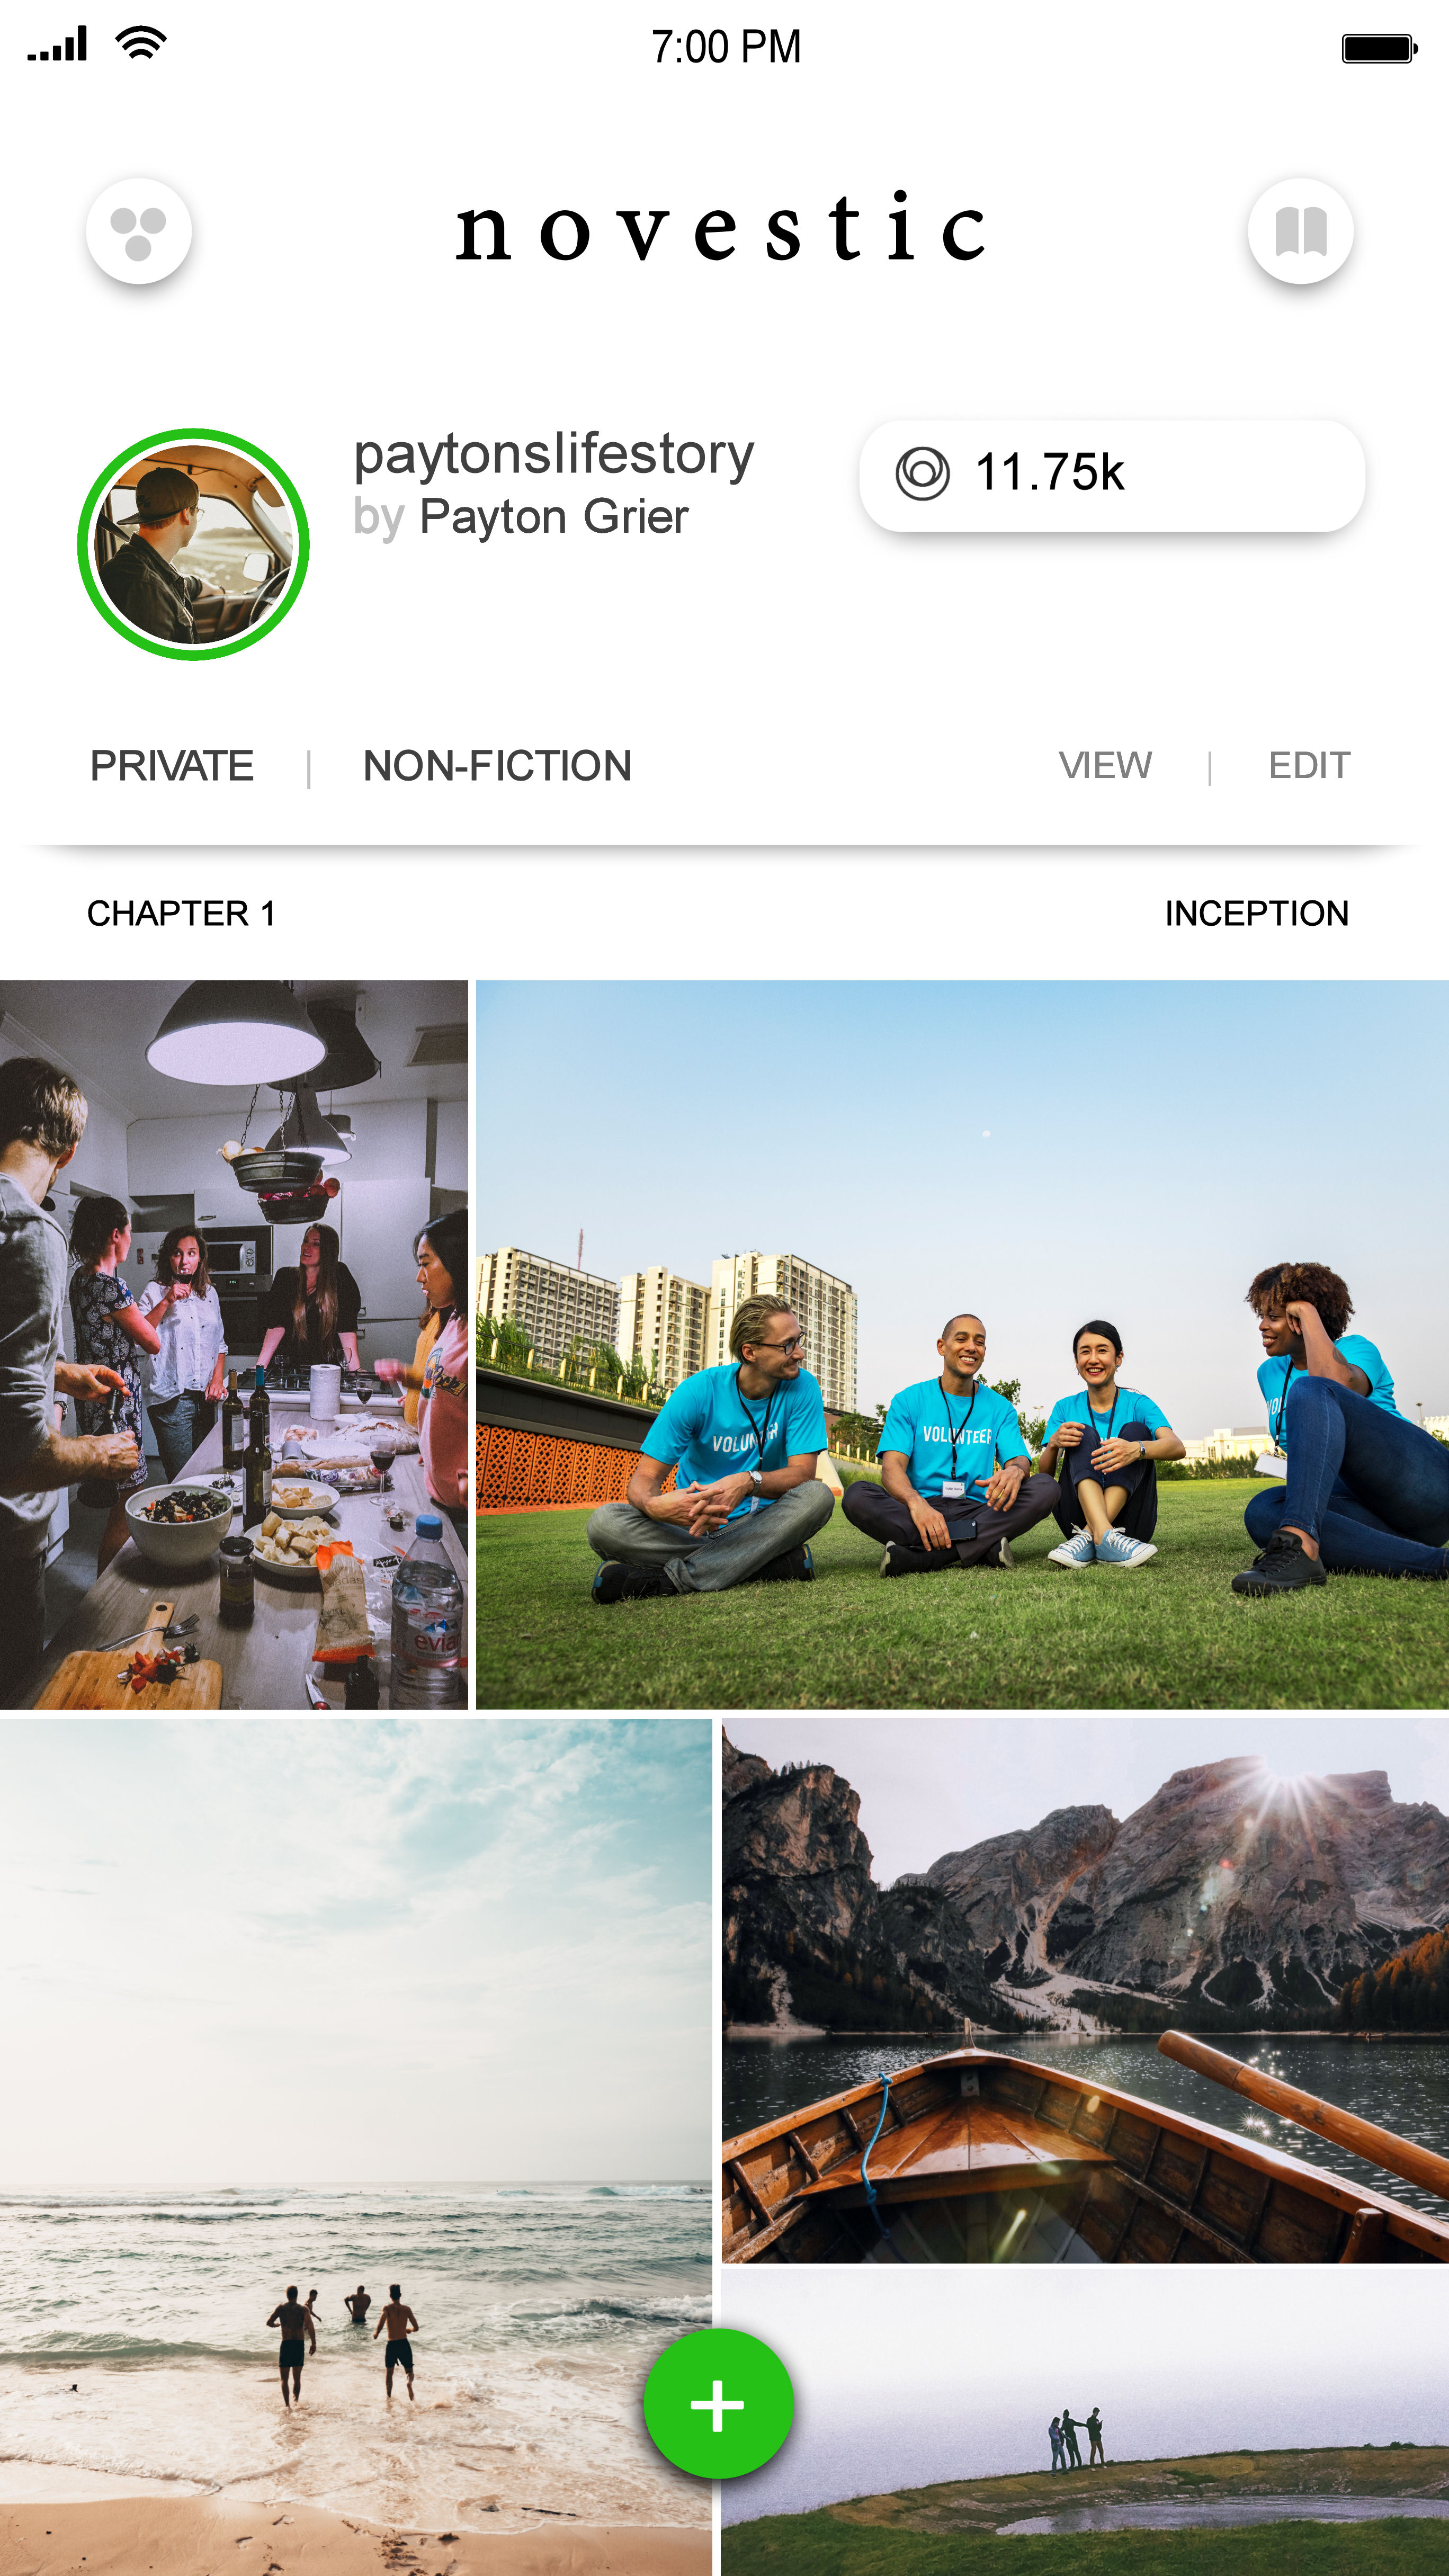 7:00 PM
novestic
paytonslifestory
by Payton Grier
11.75k
PRIVATE | NON-FICTION
VIEW | EDIT
CHAPTER 1
INCEPTION
VOLUNTEER
evian